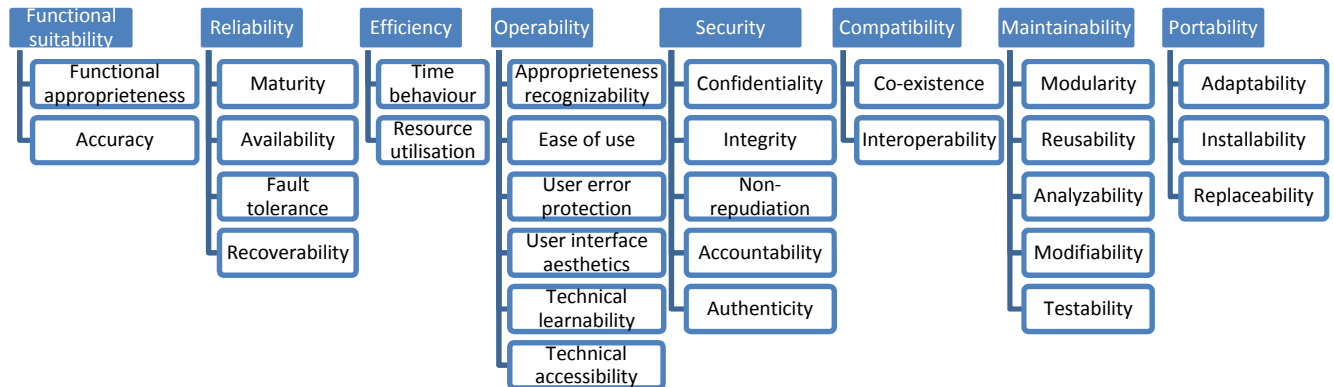 Functional
suitability
Functional
approprieteness
Accuracy
Reliability
Maturity
Availability
Fault
tolerance
Recoverability
Efficiency
Time
behaviour
Resource
utilisation
Operability
Approprieteness
recognizability
Ease of use
User error
protection
User interface
aesthetics
Technical
learnability
Technical
accessibility
Security
Confidentiality
Integrity
Non-
repudiation
Accountability
Authenticity
Compatibility
Co-existence
Interoperability
Maintainability
Modularity
Reusability
Analyzability
Modifiability
Testability
Portability
Adaptability
Installability
Replaceability